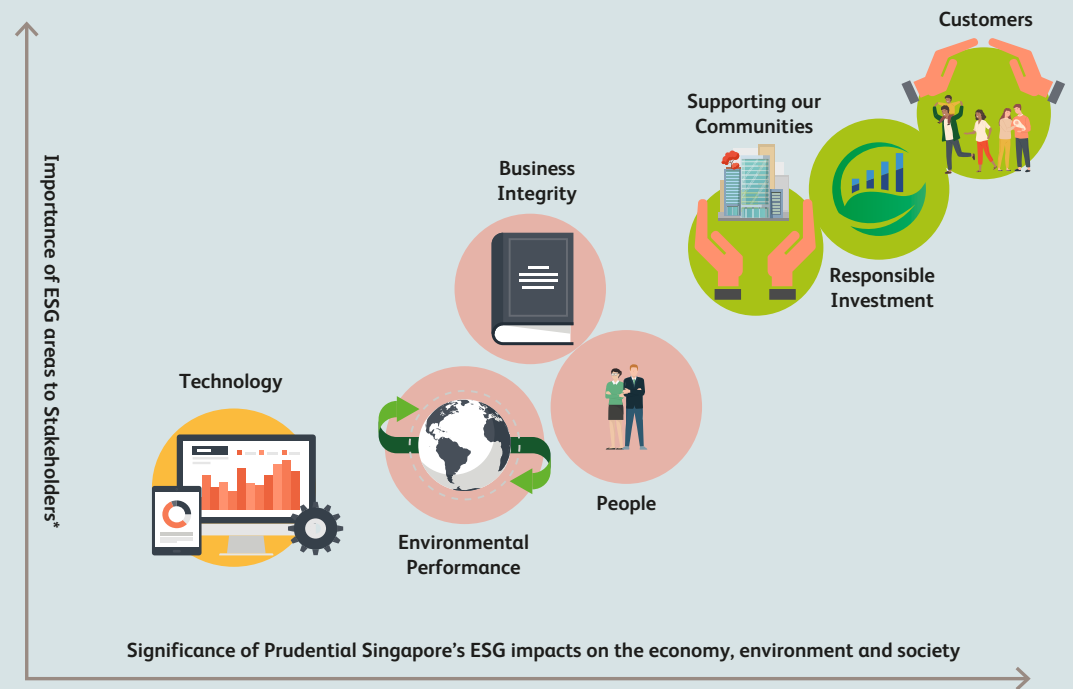 Customers
Supporting our
Communities
Business
Integrity
Responsible
Investment
Technology
People
Environmental
Performance
Importance of ESG areas to Stakeholders*
Significance of Prudential Singapore's ESG impacts on the economy, environment and society